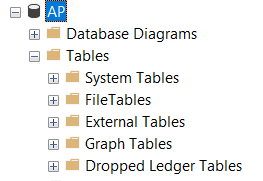 AP
Database Diagrams
Tables
System Tables
FileTables
External Tables
Graph Tables
Dropped Ledger Tables